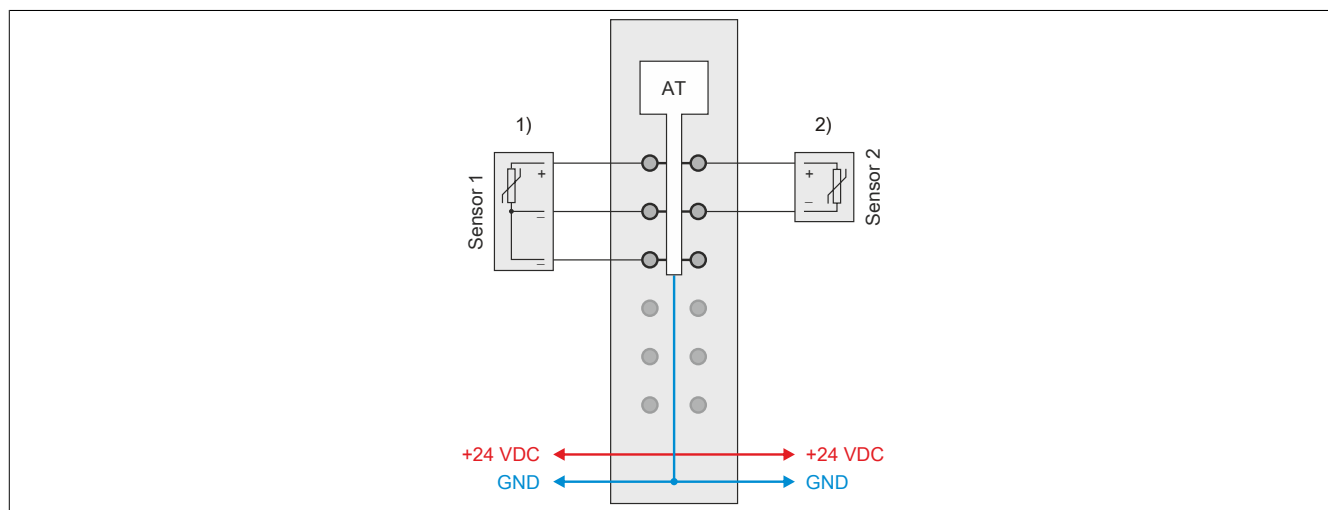 AT
1)
2)
Sensor 1
+
–
–
+
–
Sensor 2
+24 VDC
+24 VDC
GND
GND